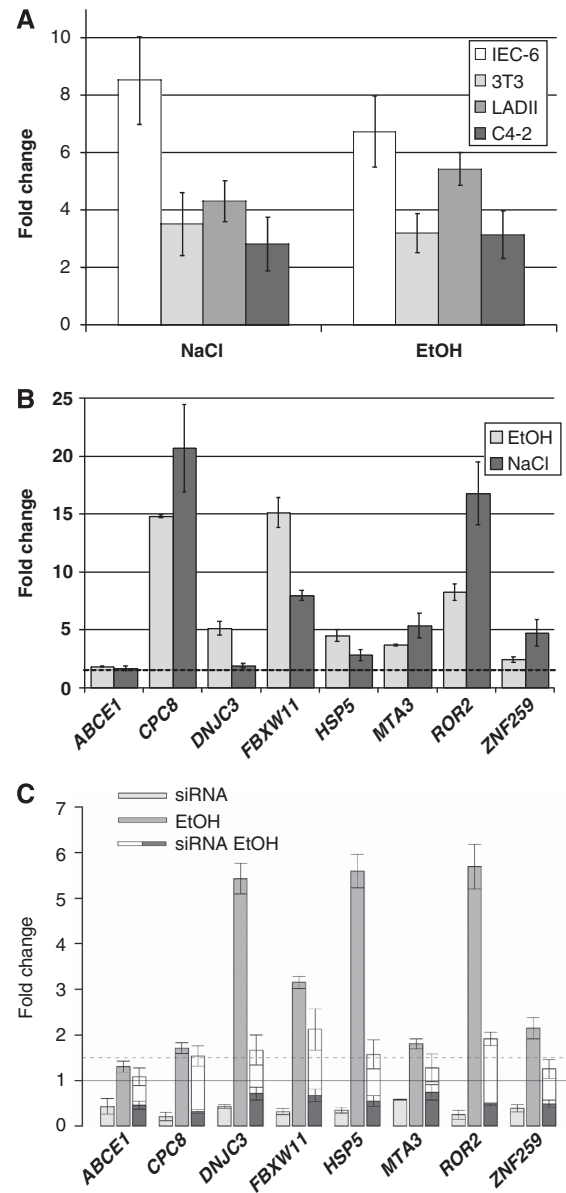 A
Fold change
10
8
6
4
2
0
IEC-6
3T3
LADII
C4-2
NaCl EtOH
B
Fold change
25
20
15
10
5
0
EtOH
NaCl
ABCE1 CPC8 DNJC3 FBXW11 HSP5 MTA3 ROR2 ZNF259
C
siRNA
EtOH
siRNA EtOH
Fold change
7
6
5
4
3
2
1
0
ABCE1 CPC8 DNJC3 FBXW11 HSP5 MTA3 ROR2 ZNF259